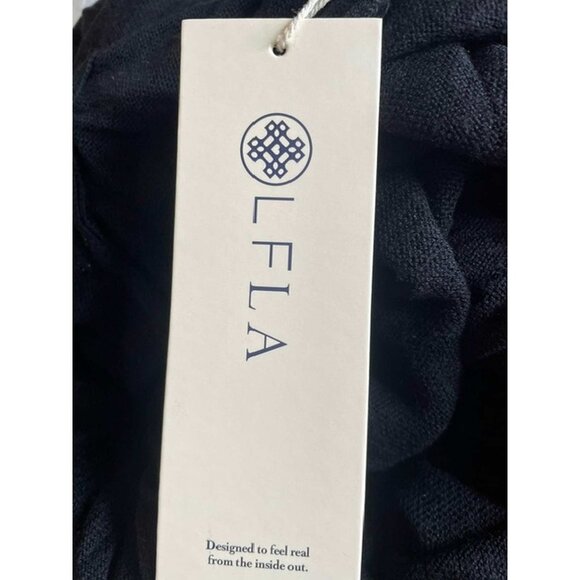 LFLA
Designed to feel real
from the inside out.